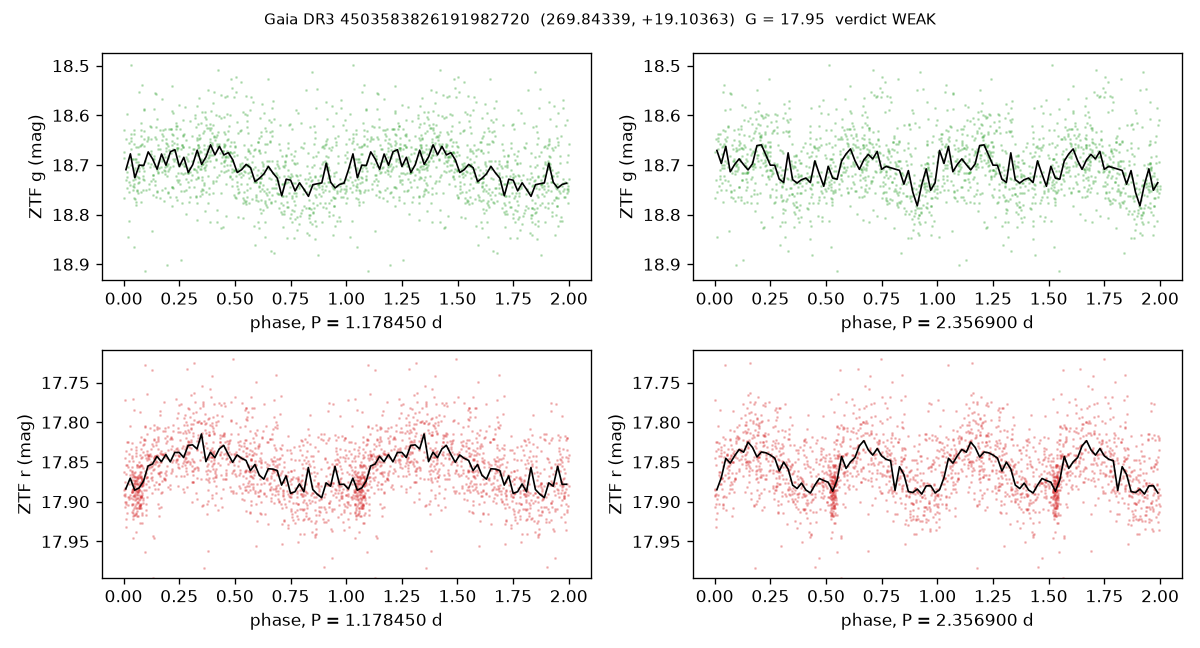 Gaia DR3 4503583826191982720 (269.84339, +19.10363) G = 17.95 verdict WEAK
ZTF g (mag)
18.5
18.6
18.7
18.8
18.9
0.00 0.25 0.50 0.75 1.00 1.25 1.50 1.75 2.00
phase, P = 1.178450 d
ZTF g (mag)
18.5
18.6
18.7
18.8
18.9
0.00 0.25 0.50 0.75 1.00 1.25 1.50 1.75 2.00
phase, P = 2.356900 d
ZTF r (mag)
17.75
17.80
17.85
17.90
17.95
0.00 0.25 0.50 0.75 1.00 1.25 1.50 1.75 2.00
phase, P = 1.178450 d
ZTF r (mag)
17.75
17.80
17.85
17.90
17.95
0.00 0.25 0.50 0.75 1.00 1.25 1.50 1.75 2.00
phase, P = 2.356900 d